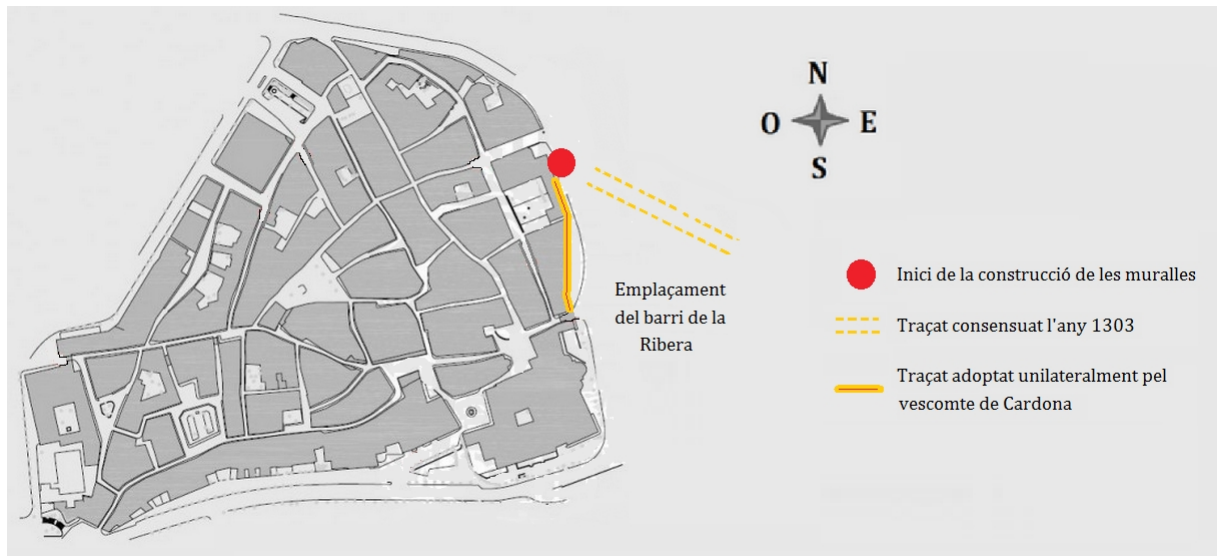 N
O E
S
Emplaçament
del barri de la
Ribera
Inici de la construcció de les muralles
Traçat consensuat l'any 1303
Traçat adoptat unilateralment pel
vescomte de Cardona